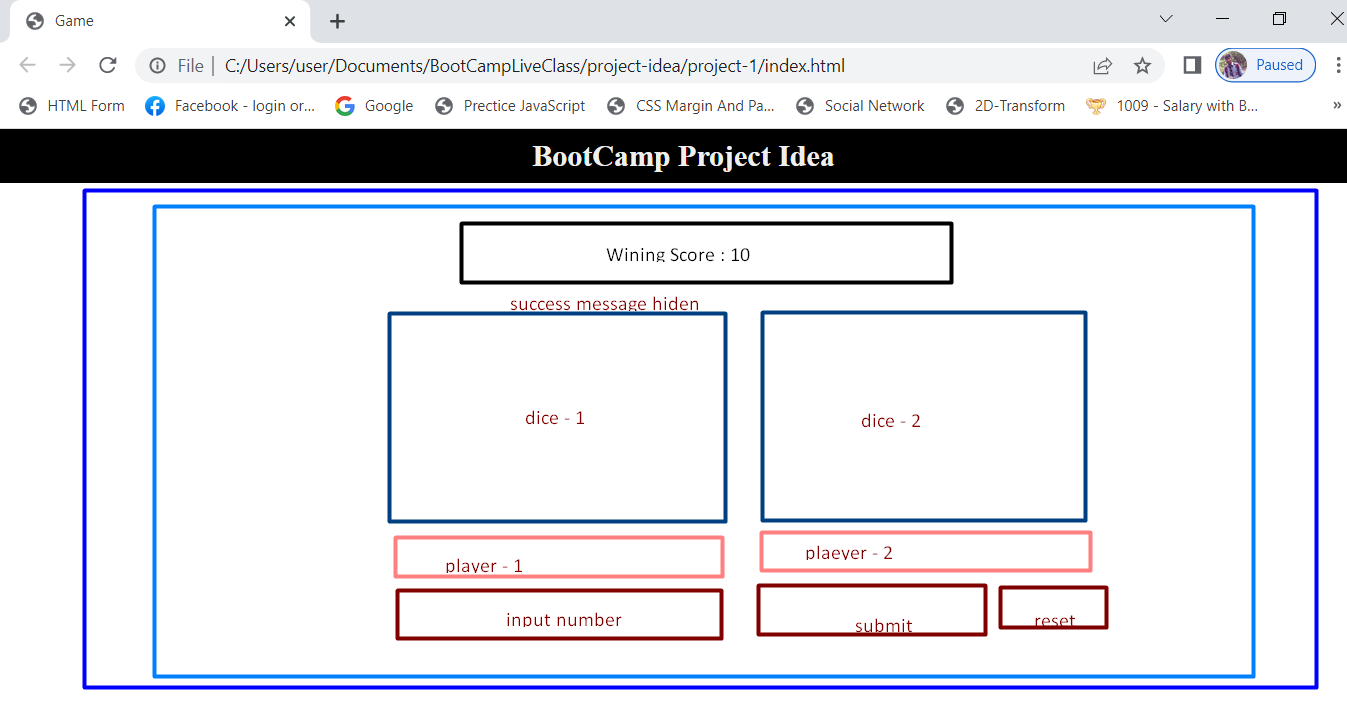 Game
File | C:/Users/user/Documents/BootCampLiveClass/project-idea/project-1/index.html
Paused
HTML Form
Facebook - login or...
Google
Prectice JavaScript
CSS Margin And Pa...
Social Network
2D-Transform
1009 - Salary with B...
»
BootCamp Project Idea
Wining Score : 10
success message hiden
dice - 1
dice - 2
player - 1
plaeyer - 2
input number
submit
reset